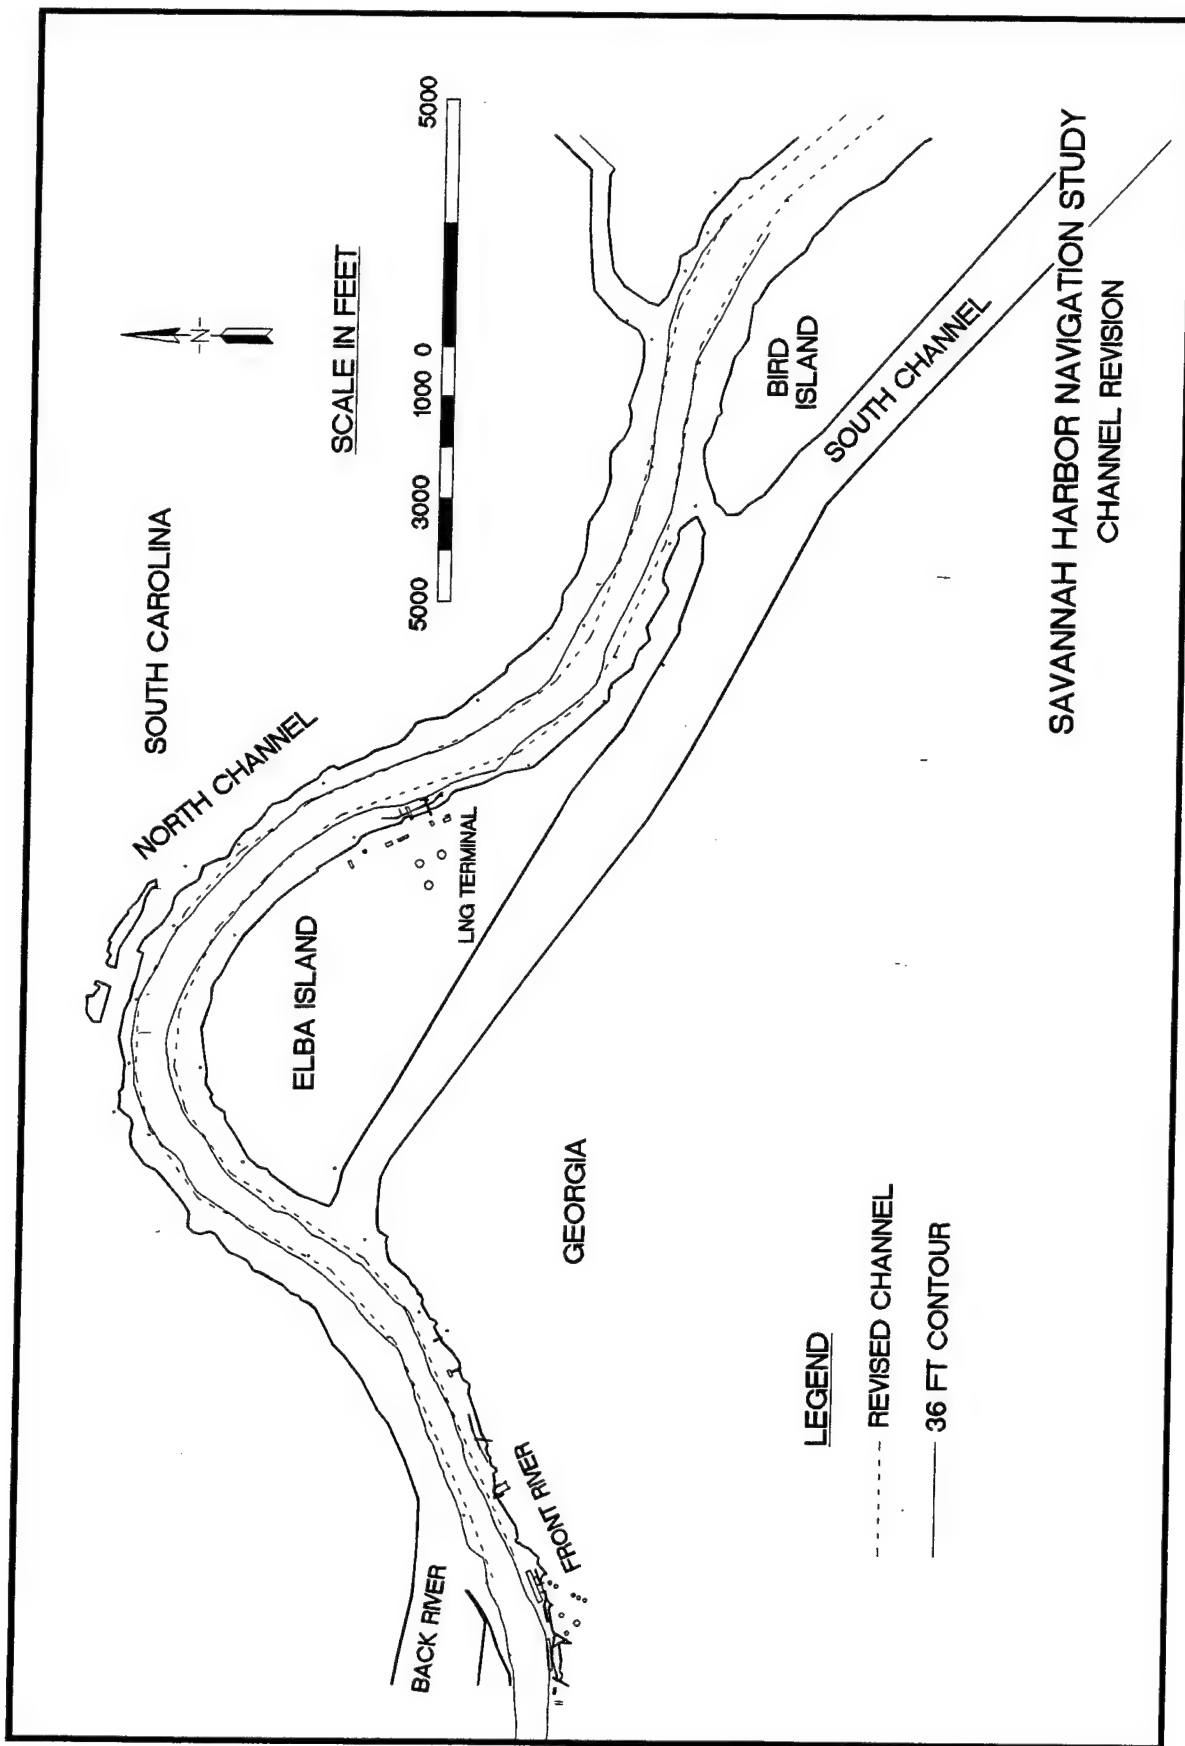 SOUTH CAROLINA
-N-
SCALE IN FEET
5000 3000 1000 0 5000
NORTH CHANNEL
ELBA ISLAND
LNG TERMINAL
BACK RIVER
FRONT RIVER
GEORGIA
BIRD
ISLAND
SOUTH CHANNEL
LEGEND
REVISED CHANNEL
36 FT CONTOUR
SAVANNAH HARBOR NAVIGATION STUDY
CHANNEL REVISION